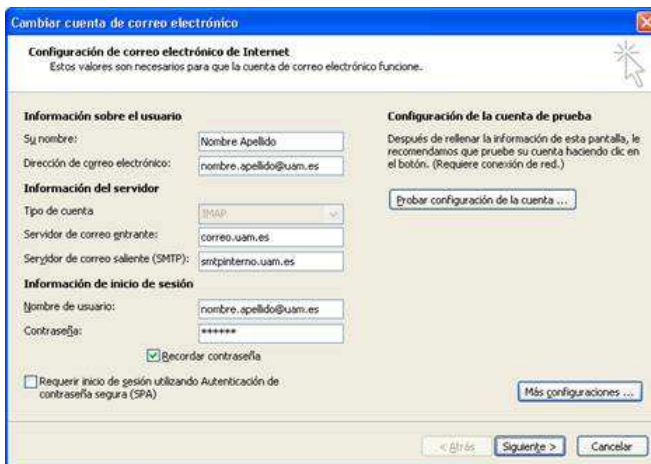 Cambiar cuenta de correo electrónico
Configuración de correo electrónico de Internet
Estos valores son necesarios para que la cuenta de correo electrónico funcione.
Información sobre el usuario
Su nombre: Nombre Apellido
Dirección de correo electrónico: nombre.apellido@uam.es
Información del servidor
Tipo de cuenta IMAP
Servidor de correo entrante: correo.uam.es
Servidor de correo saliente (SMTP): smtpinterno.uam.es
Información de inicio de sesión
Nombre de usuario: nombre.apellido@uam.es
Contraseña: ******
Recordar contraseña
Requerir inicio de sesión utilizando Autenticación de
contraseña segura (SPA)
Configuración de la cuenta de prueba
Después de rellenar la información de esta pantalla, le
recomendamos que pruebe su cuenta haciendo clic en
el botón. (Requiere conexión de red.)
Probar configuración de la cuenta ...
Más configuraciones ...
< Atrás
Siguiente >
Cancelar